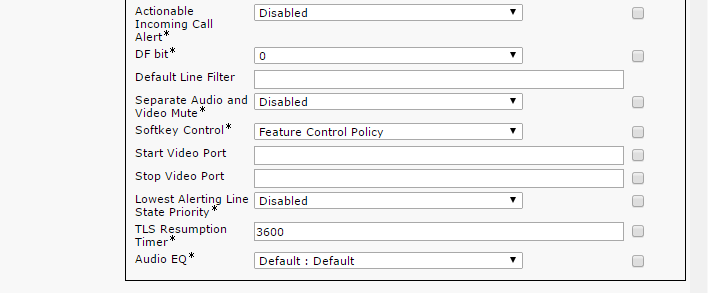 Actionable
Incoming Call
Alert*
Disabled
DF bit*
0
Default Line Filter
Separate Audio and
Video Mute*
Disabled
Softkey Control*
Feature Control Policy
Start Video Port
Stop Video Port
Lowest Alerting Line
State Priority*
Disabled
TLS Resumption
Timer*
3600
Audio EQ*
Default : Default